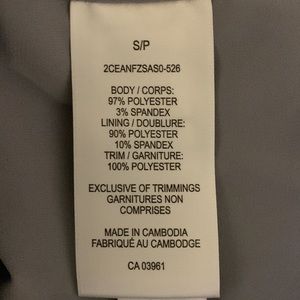 S/P
2CEANFZSAS0-526
BODY / CORPS:
97% POLYESTER
3% SPANDEX
LINING / DOUBLURE:
90% POLYESTER
10% SPANDEX
TRIM / GARNITURE:
100% POLYESTER
EXCLUSIVE OF TRIMMINGS
GARNITURES NON
COMPRISES
MADE IN CAMBODIA
FABRIQUÉ AU CAMBODGE
CA 03961